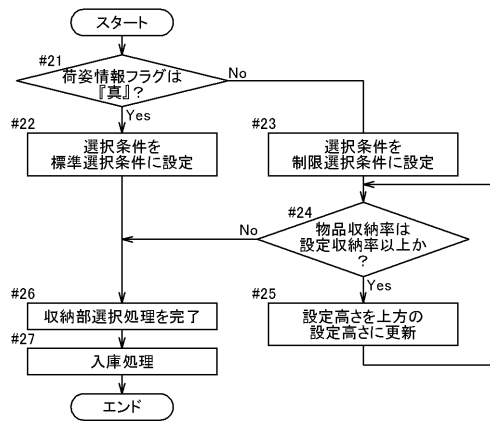 スタート
#21
荷姿情報フラグは
『真』?
No
Yes
#22
選択条件を
標準選択条件に設定
#23
選択条件を
制限選択条件に設定
#24
物品収納率は
設定収納率以上か
?
No
Yes
#25
設定高さを上方の
設定高さに更新
#26
収納部選択処理を完了
#27
入庫処理
エンド